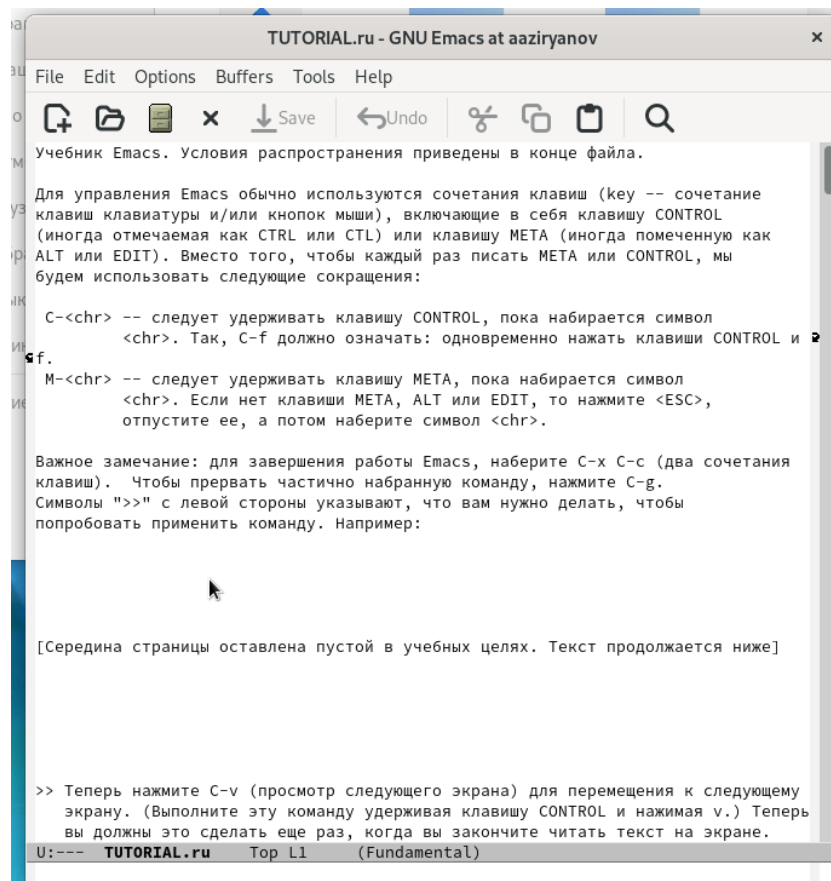 TUTORIAL.ru - GNU Emacs at aaziryanov
File Edit Options Buffers Tools Help
Save Undo
Учебник Emacs. Условия распространения приведены в конце файла.
Для управления Emacs обычно используются сочетания клавиш (key -- сочетание
клавиш клавиатуры и/или кнопок мыши), включающие в себя клавишу CONTROL
(иногда отмечаемая как CTRL или CTL) или клавишу META (иногда помеченную как
ALT или EDIT). Вместо того, чтобы каждый раз писать META или CONTROL, мы
будем использовать следующие сокращения:
C-<chr> -- следует удерживать клавишу CONTROL, пока набирается символ
<chr>. Так, C-f должно означать: одновременно нажать клавиши CONTROL и
f.
M-<chr> -- следует удерживать клавишу META, пока набирается символ
<chr>. Если нет клавиши META, ALT или EDIT, то нажмите <ESC>,
отпустите ее, а потом наберите символ <chr>.
Важное замечание: для завершения работы Emacs, наберите C-x C-c (два сочетания
клавиш).  Чтобы прервать частично набранную команду, нажмите C-g.
Символы ">>" с левой стороны указывают, что вам нужно делать, чтобы
попробовать применить команду. Например:
[Середина страницы оставлена пустой в учебных целях. Текст продолжается ниже]
>> Теперь нажмите C-v (просмотр следующего экрана) для перемещения к следующему
экрану. (Выполните эту команду удерживая клавишу CONTROL и нажимая v.) Теперь
вы должны это сделать еще раз, когда вы закончите читать текст на экране.
U:--- TUTORIAL.ru Top L1 (Fundamental)